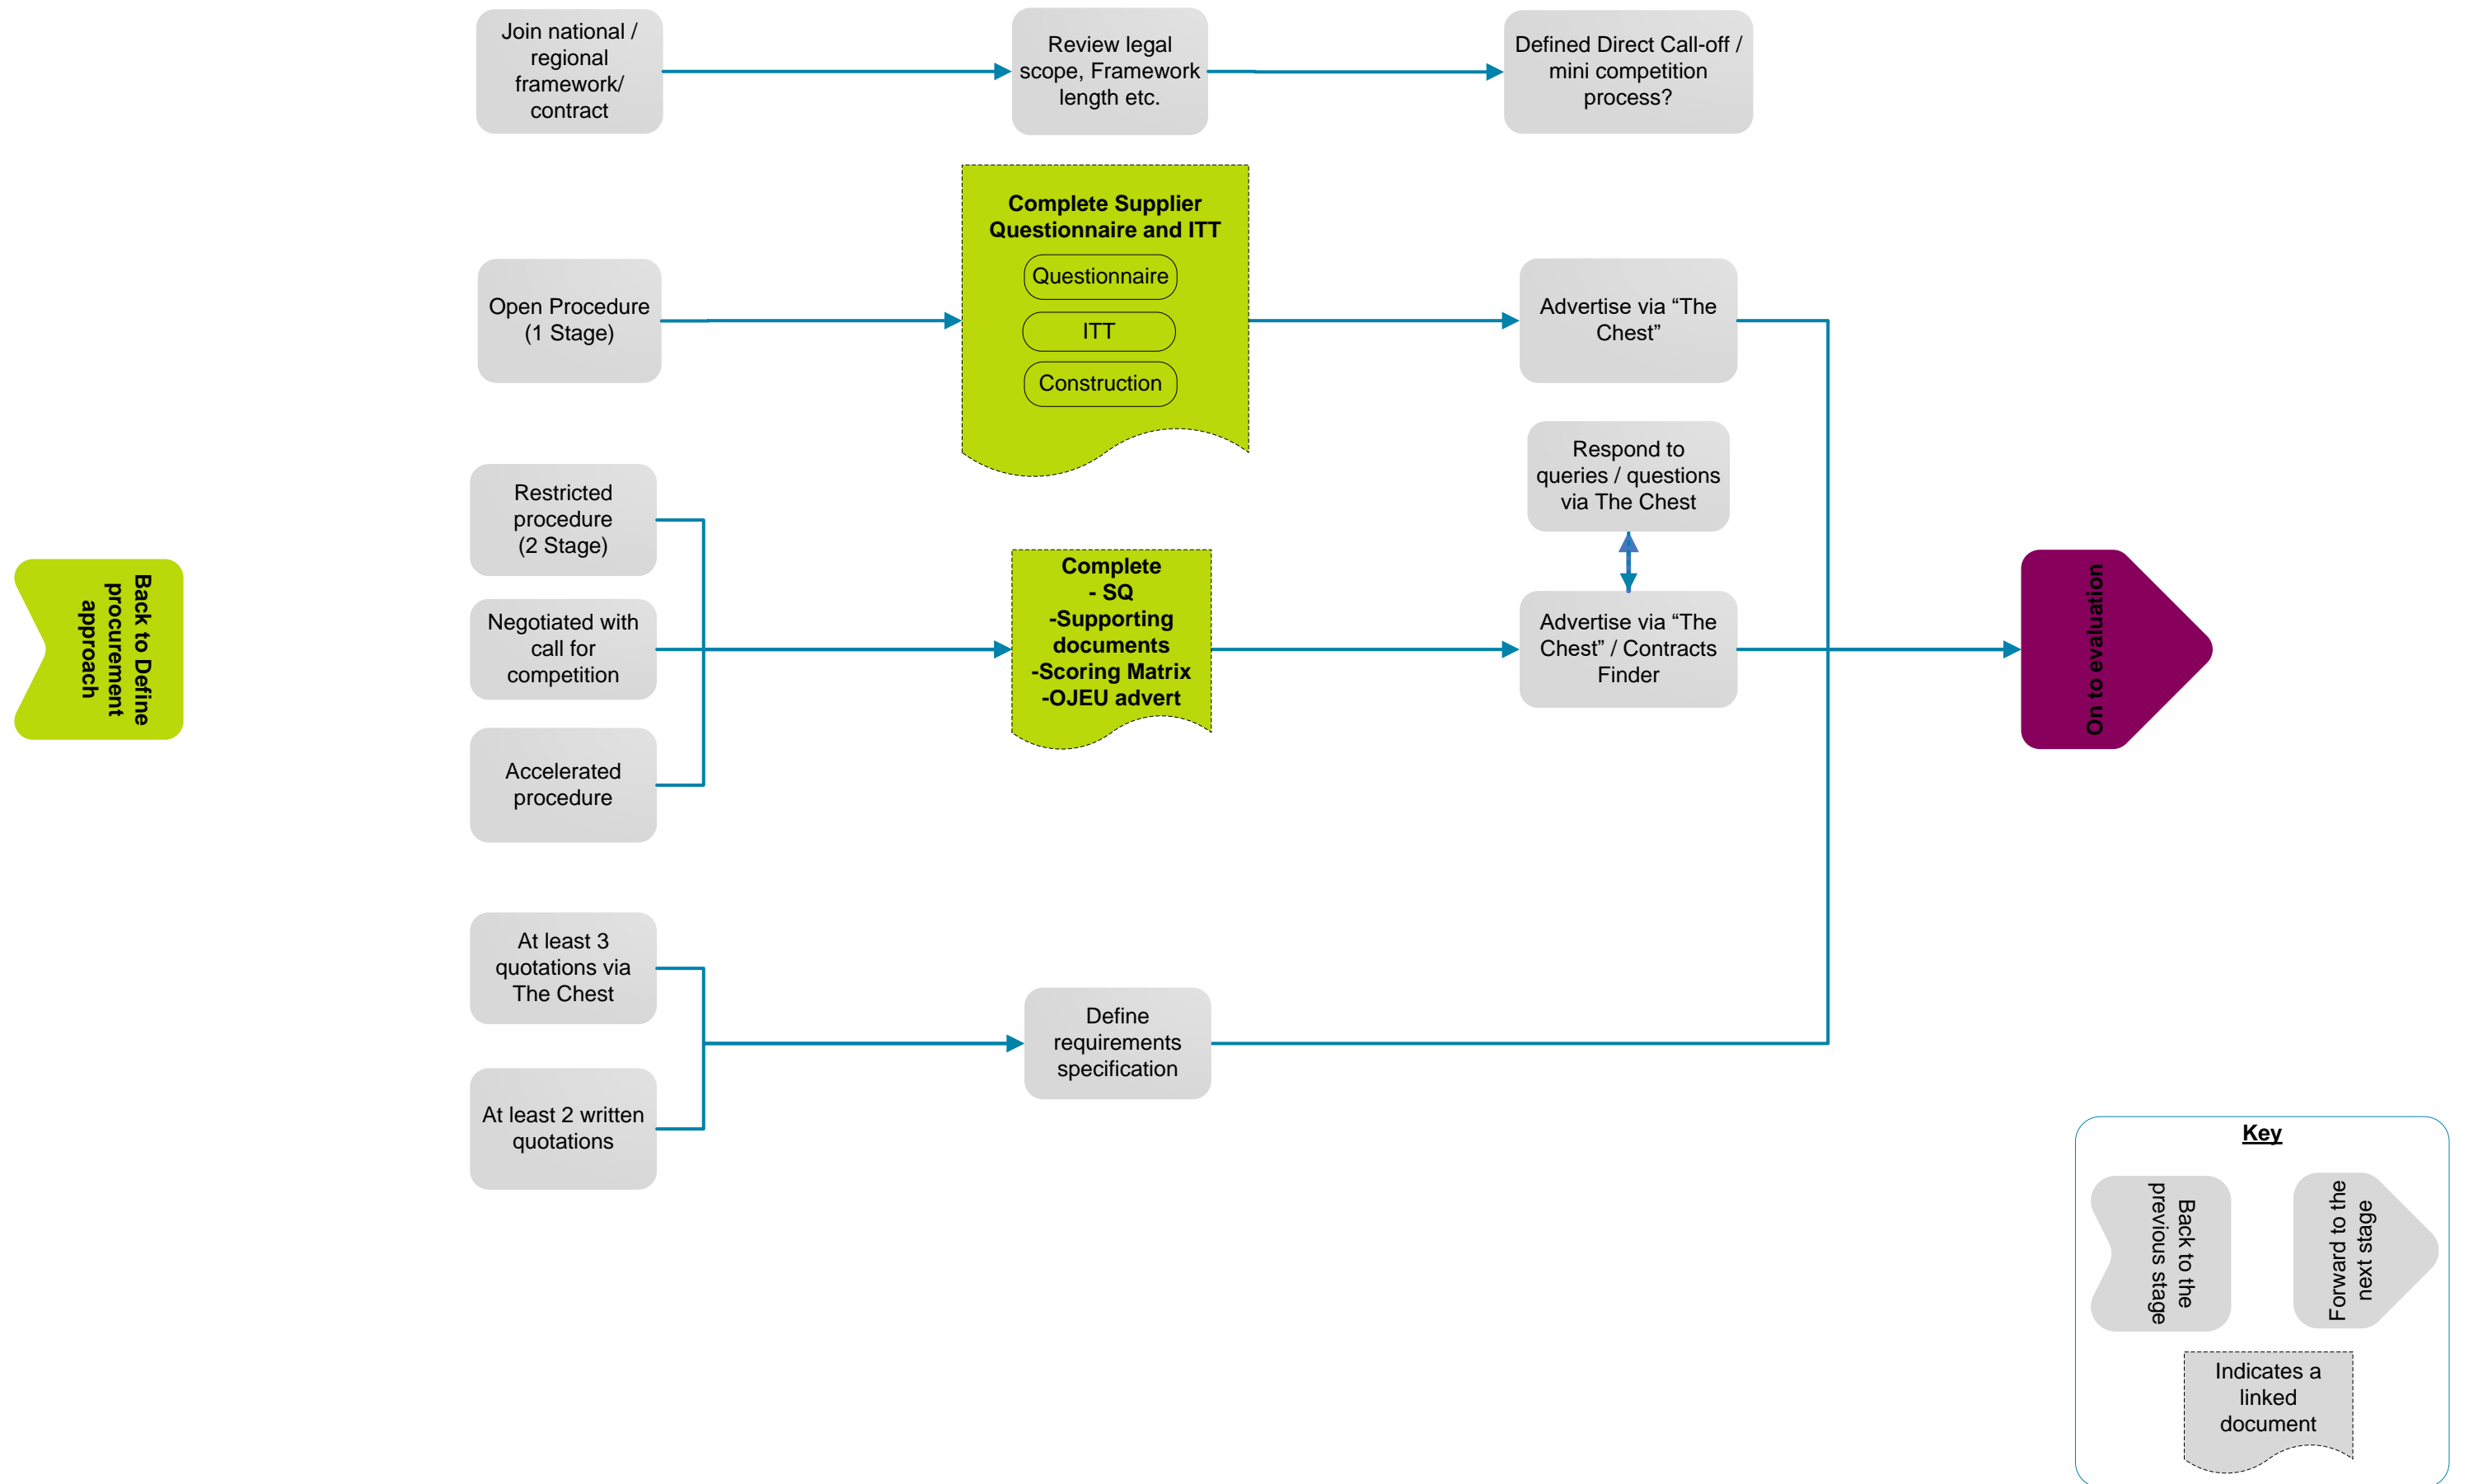 Join national /
regional
framework/
contract
Review legal
scope, Framework
length etc.
Defined Direct Call-off /
mini competition
process?
Complete Supplier
Questionnaire and ITT
Questionnaire
ITT
Construction
Open Procedure
(1 Stage)
Advertise via “The
Chest”
Respond to
queries / questions
via The Chest
Restricted
procedure
(2 Stage)
Negotiated with
call for
competition
Accelerated
procedure
Complete
- SQ
-Supporting
documents
-Scoring Matrix
-OJEU advert
Advertise via “The
Chest” / Contracts
Finder
Back to Define
procurement
approach
On to evaluation
At least 3
quotations via
The Chest
At least 2 written
quotations
Define
requirements
specification
Key
Back to the
previous stage
Forward to the
next stage
Indicates a
linked
document